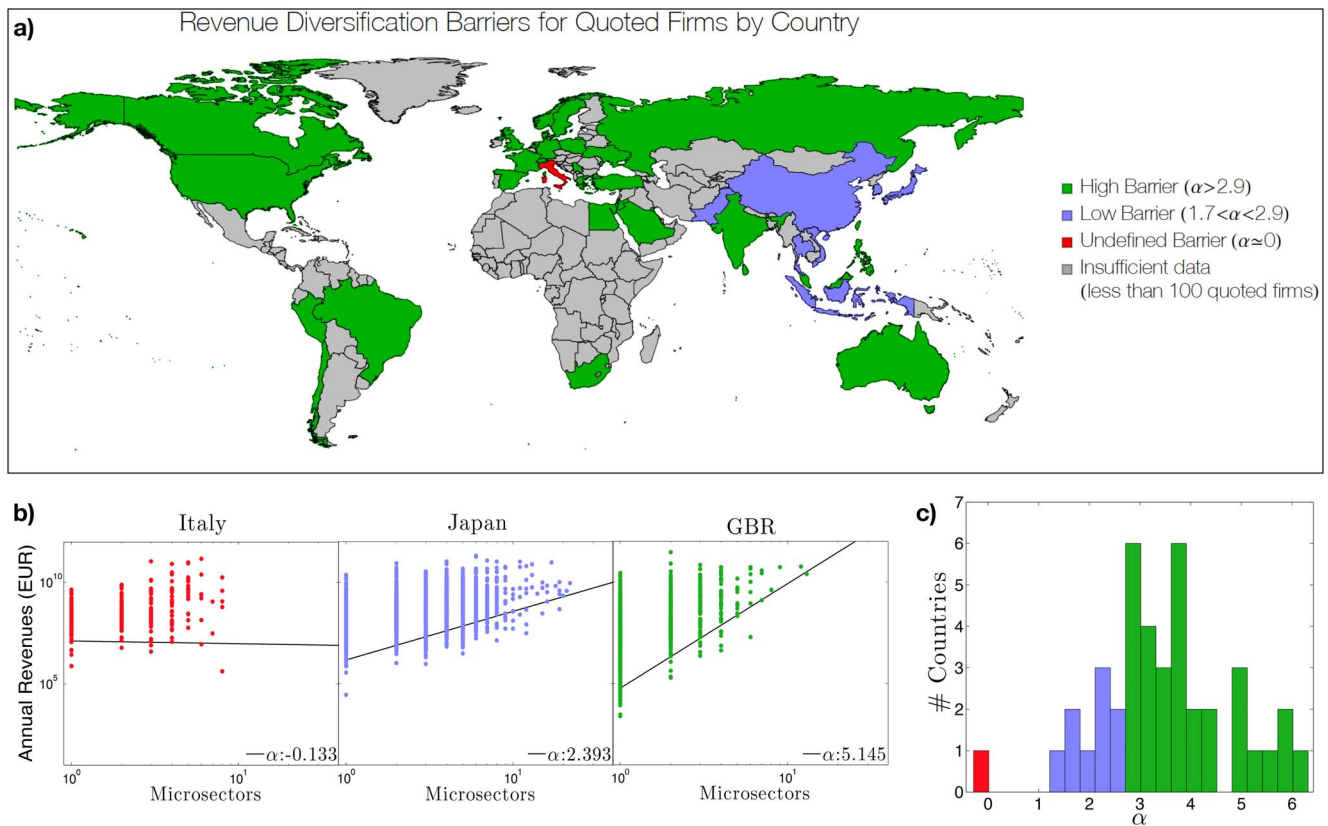 a)
Revenue Diversification Barriers for Quoted Firms by Country
High Barrier (α>2.9)
Low Barrier (1.7<α<2.9)
Undefined Barrier (α≃0)
Insufficient data
(less than 100 quoted firms)
b)
Italy
Japan
GBR
Annual Revenues (EUR)
10^10
10^5
α:-0.133
α:2.393
α:5.145
10^0 10^1
10^0 10^1
10^0 10^1
Microsectors
Microsectors
Microsectors
c)
# Countries
7
6
5
4
3
2
1
0
0 1 2 3 4 5 6
α